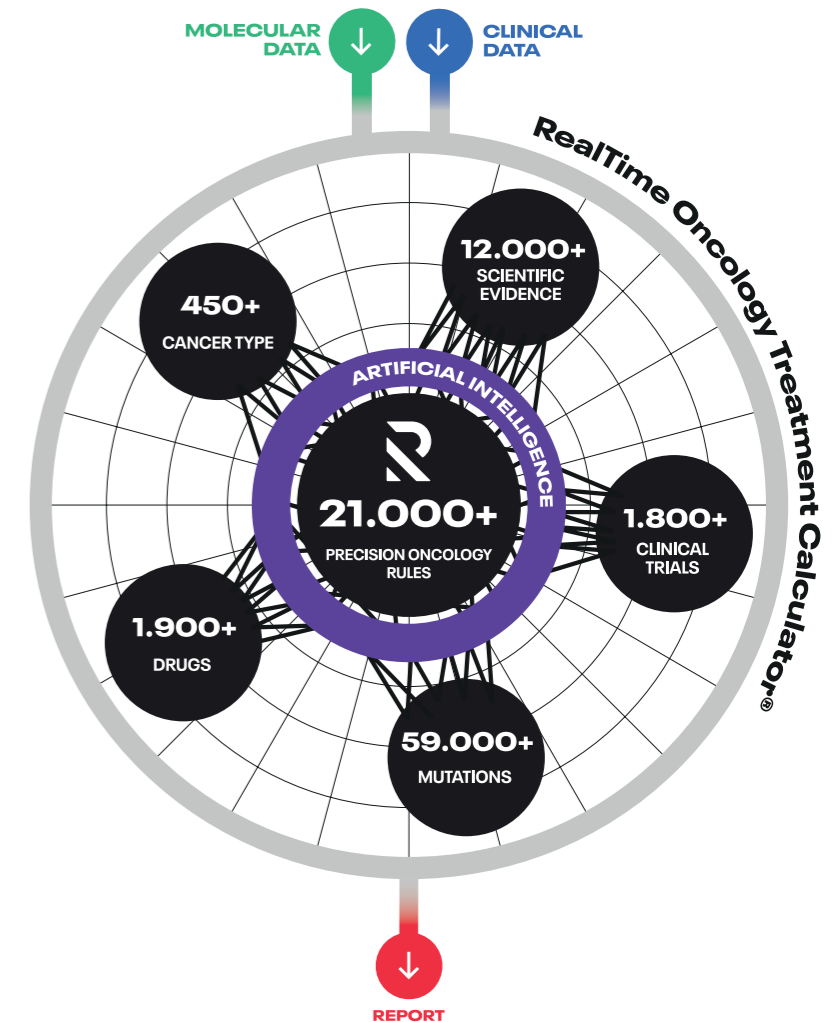 MOLECULAR
DATA
CLINICAL
DATA
RealTime Oncology Treatment Calculator®
12.000+
SCIENTIFIC
EVIDENCE
450+
CANCER TYPE
ARTIFICIAL INTELLIGENCE
21.000+
PRECISION ONCOLOGY
RULES
1.800+
CLINICAL
TRIALS
1.900+
DRUGS
59.000+
MUTATIONS
REPORT